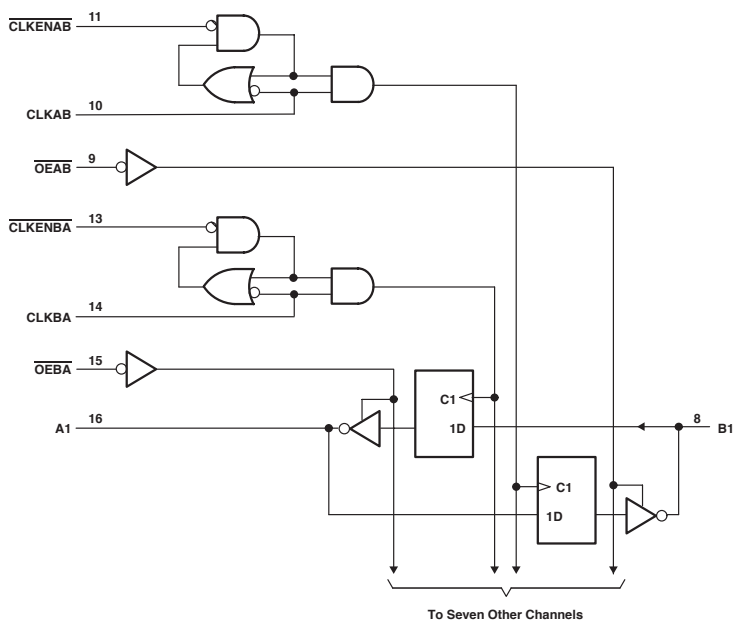 11
CLKENAB
10
CLKAB
9
OEAB
13
CLKENBA
14
CLKBA
15
OEBA
16
A1
C1
1D
8
B1
C1
1D
To Seven Other Channels